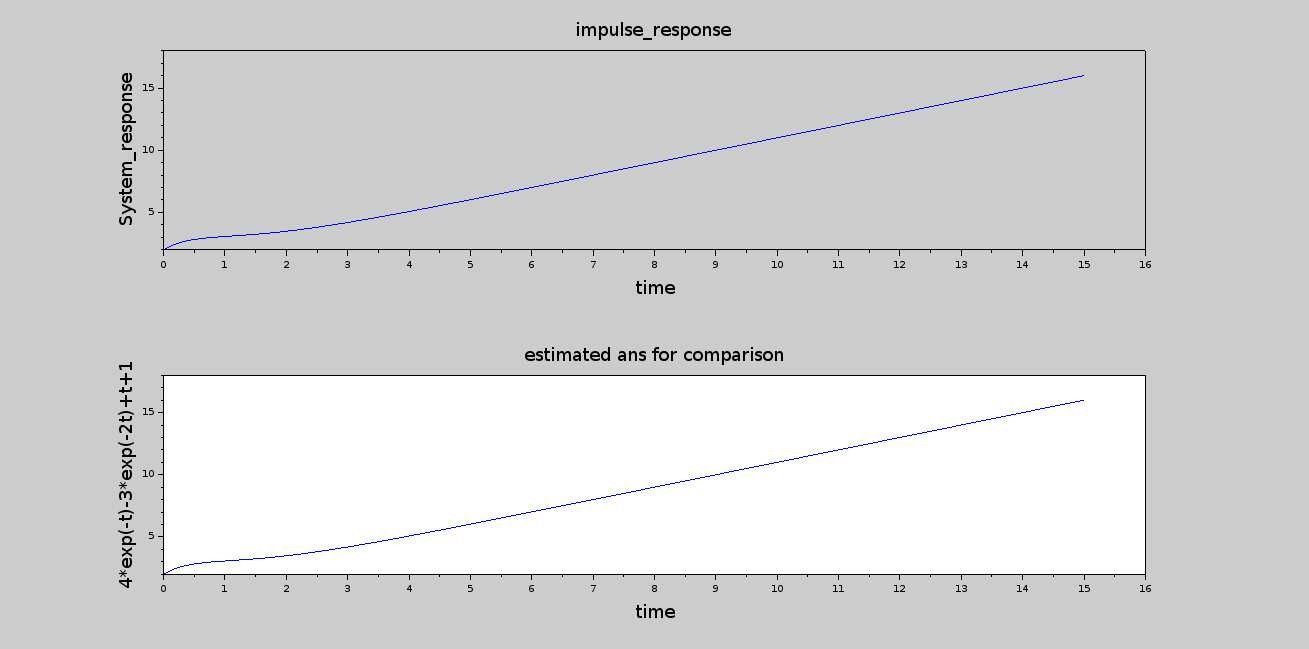 impulse_response
System_response
15
10
5
0 1 2 3 4 5 6 7 8 9 10 11 12 13 14 15 16
time
estimated ans for comparison
4*exp(-t)-3*exp(-2t)+t+1
15
10
5
0 1 2 3 4 5 6 7 8 9 10 11 12 13 14 15 16
time